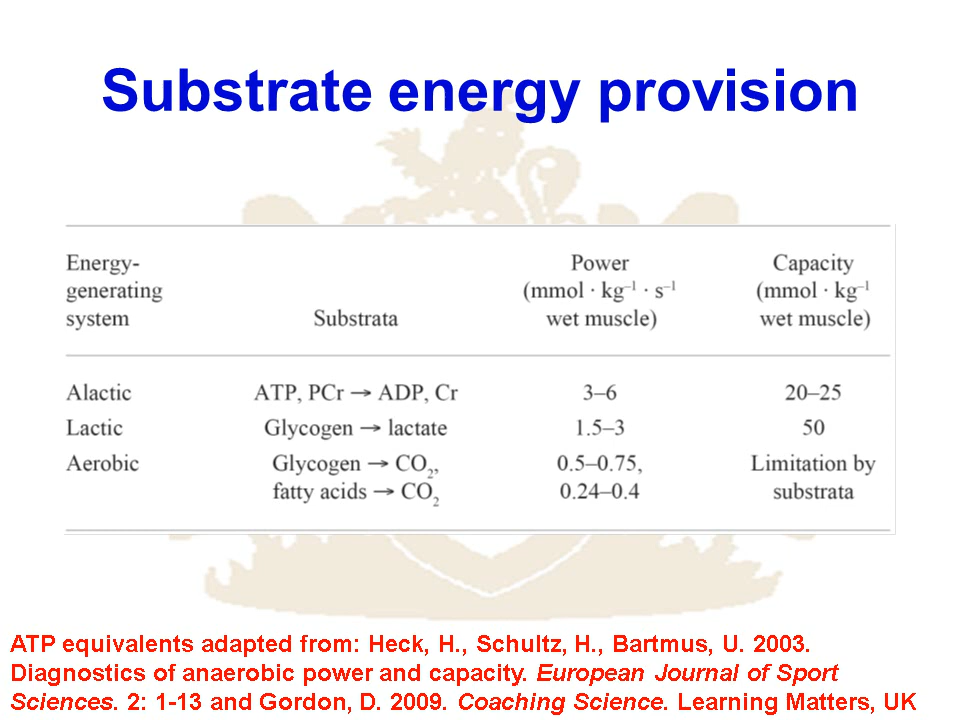 Substrate energy provision
Energy-
generating
system
Substrata
Power
(mmol · kg⁻¹ · s⁻¹
wet muscle)
Capacity
(mmol · kg⁻¹
wet muscle)
Alactic ATP, PCr → ADP, Cr 3–6 20–25
Lactic Glycogen → lactate 1.5–3 50
Aerobic Glycogen → CO₂, 0.5–0.75, Limitation by
fatty acids → CO₂ 0.24–0.4 substrata
ATP equivalents adapted from: Heck, H., Schultz, H., Bartmus, U. 2003.
Diagnostics of anaerobic power and capacity. European Journal of Sport
Sciences. 2: 1-13 and Gordon, D. 2009. Coaching Science. Learning Matters, UK